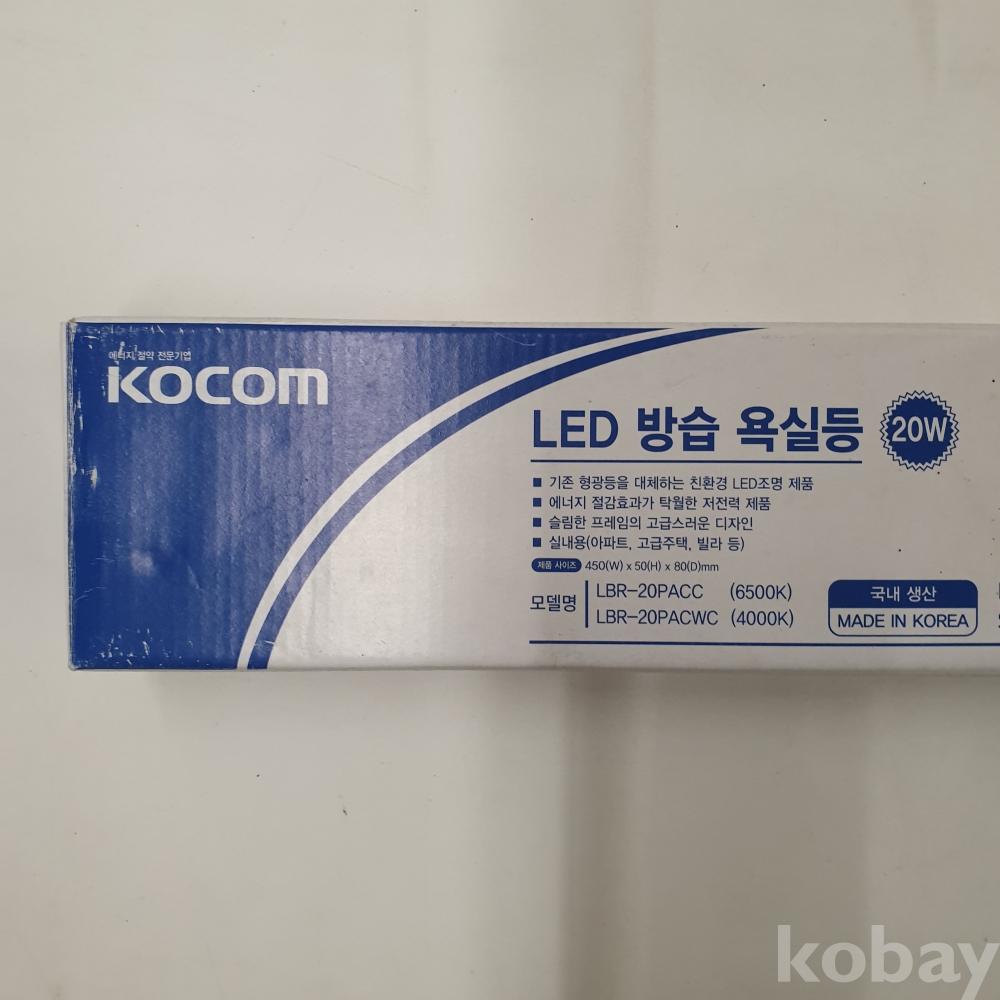 에너지 절약 전문기업
KOCOM
LED 방습 욕실등 20W
■ 기존 형광등을 대체하는 친환경 LED조명 제품
■ 에너지 절감효과가 탁월한 저전력 제품
■ 슬림한 프레임의 고급스러운 디자인
■ 실내용(아파트, 고급주택, 빌라 등)
제품 사이즈 450(W) x 50(H) x 80(D)mm
모델명
LBR-20PACC (6500K)
LBR-20PACWC (4000K)
국내 생산
MADE IN KOREA
kobay